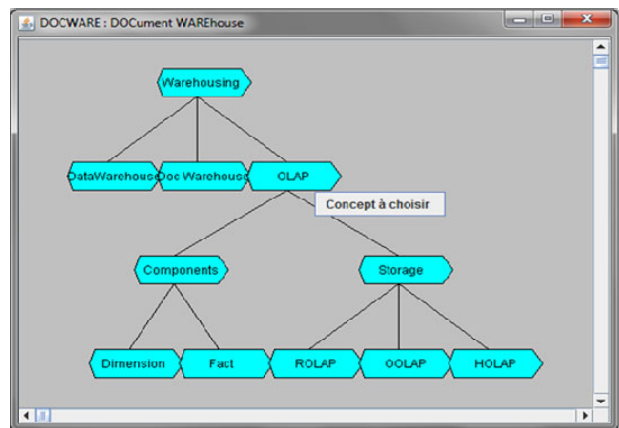 DOCWARE : DOCument WAREhouse
Warehousing
DataWarehouse Doc Warehouse OLAP
Concept à choisir
Components Storage
Dimension Fact ROLAP OOLAP HOLAP